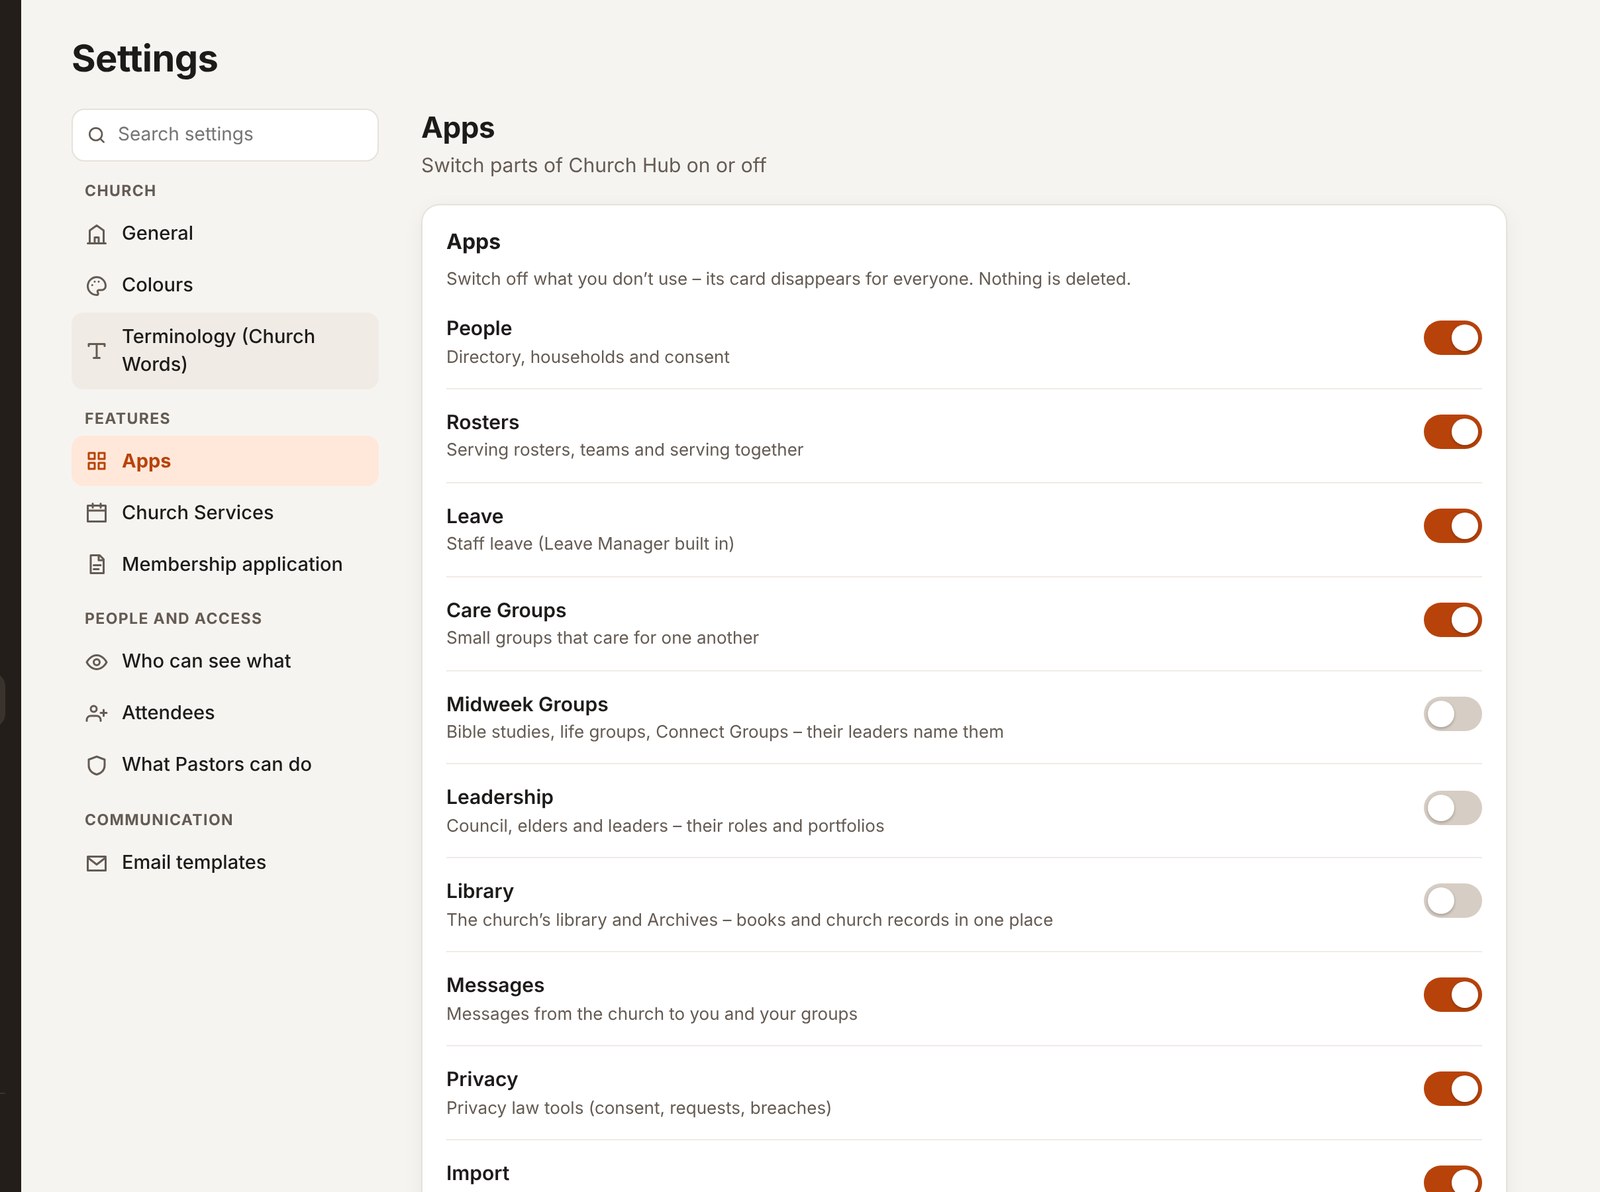 Settings
Search settings
CHURCH
General
Colours
Terminology (Church
Words)
FEATURES
Apps
Church Services
Membership application
PEOPLE AND ACCESS
Who can see what
Attendees
What Pastors can do
COMMUNICATION
Email templates
Apps
Switch parts of Church Hub on or off
Apps
Switch off what you don’t use – its card disappears for everyone. Nothing is deleted.
People
Directory, households and consent
Rosters
Serving rosters, teams and serving together
Leave
Staff leave (Leave Manager built in)
Care Groups
Small groups that care for one another
Midweek Groups
Bible studies, life groups, Connect Groups – their leaders name them
Leadership
Council, elders and leaders – their roles and portfolios
Library
The church’s library and Archives – books and church records in one place
Messages
Messages from the church to you and your groups
Privacy
Privacy law tools (consent, requests, breaches)
Import